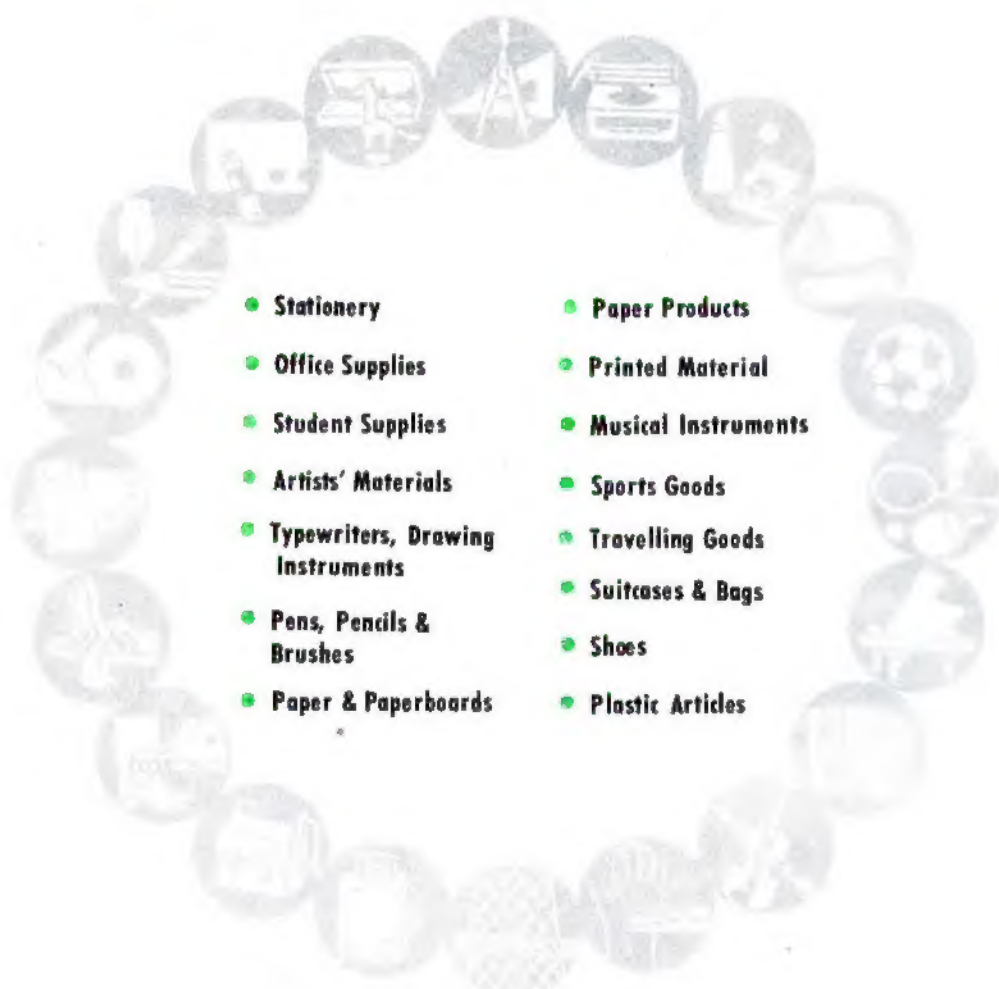 Stationery
Office Supplies
Student Supplies
Artists' Materials
Typewriters, Drawing
Instruments
Pens, Pencils &
Brushes
Paper & Paperboards
Paper Products
Printed Material
Musical Instruments
Sports Goods
Travelling Goods
Suitcases & Bags
Shoes
Plastic Articles